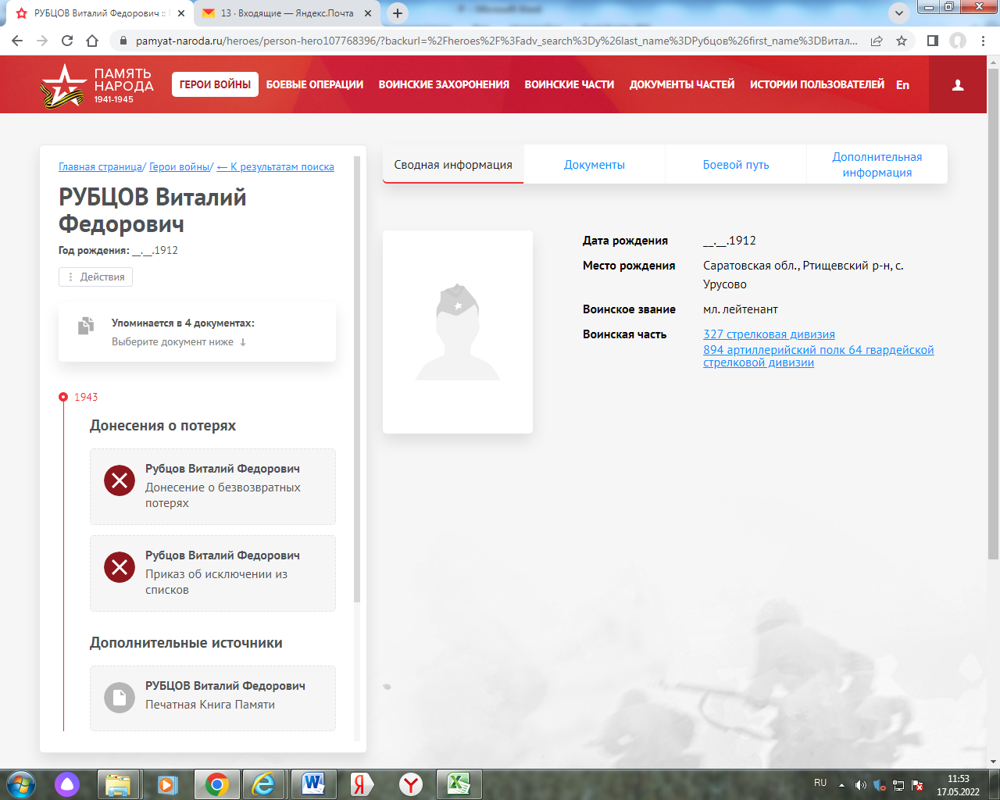 РУБЦОВ Виталий Федорович ::
13 · Входящие — Яндекс.Почта
pamyat-naroda.ru/heroes/person-hero107768396/?backurl=%2Fheroes%2F%3Fadv_search%3Dy%26last_name%3DРубцов%26first_name%3DВитал...
ПАМЯТЬ
НАРОДА
1941-1945
ГЕРОИ ВОЙНЫ
БОЕВЫЕ ОПЕРАЦИИ
ВОИНСКИЕ ЗАХОРОНЕНИЯ
ВОИНСКИЕ ЧАСТИ
ДОКУМЕНТЫ ЧАСТЕЙ
ИСТОРИИ ПОЛЬЗОВАТЕЛЕЙ
En
Главная страница/ Герои войны/ ← К результатам поиска
РУБЦОВ Виталий
Федорович
Год рождения: __.__.1912
Действия
Упоминается в 4 документах:
Выберите документ ниже ↓
1943
Донесения о потерях
Рубцов Виталий Федорович
Донесение о безвозвратных
потерях
Рубцов Виталий Федорович
Приказ об исключении из
списков
Дополнительные источники
РУБЦОВ Виталий Федорович
Печатная Книга Памяти
Сводная информация
Документы
Боевой путь
Дополнительная
информация
Дата рождения __.__.1912
Место рождения Саратовская обл., Ртищевский р-н, с.
Урусово
Воинское звание мл. лейтенант
Воинская часть 327 стрелковая дивизия
894 артиллерийский полк 64 гвардейской
стрелковой дивизии
RU
11:53
17.05.2022